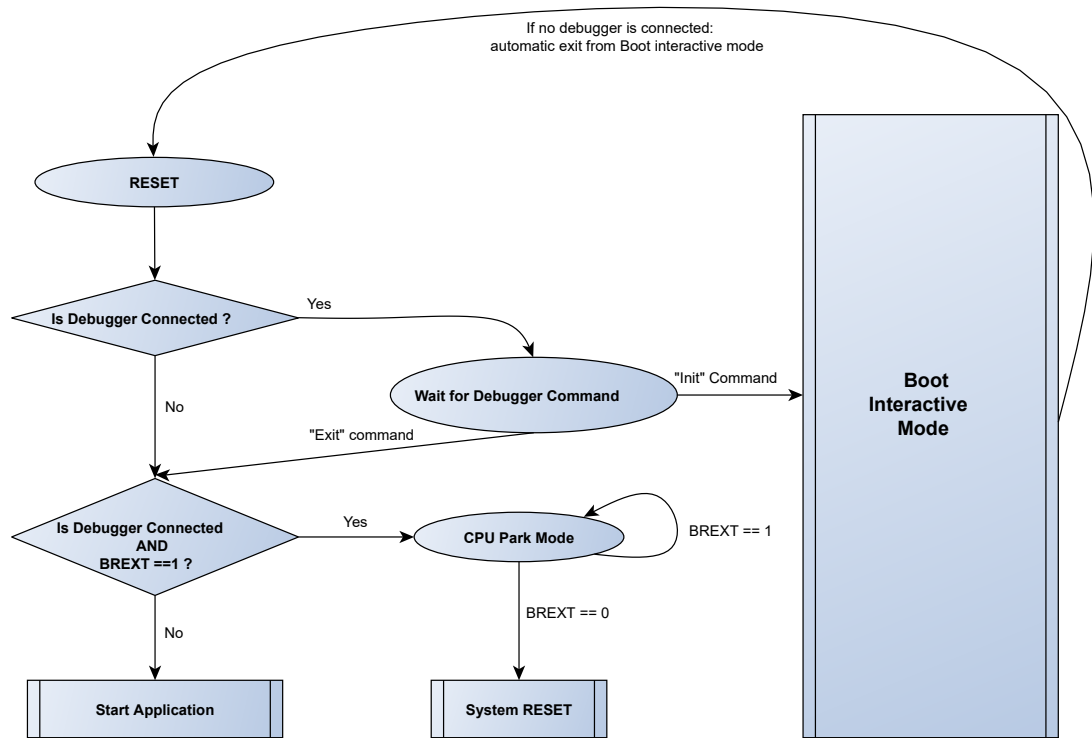 If no debugger is connected:
automatic exit from Boot interactive mode
RESET
Is Debugger Connected ?
Yes
Wait for Debugger Command
"Init" Command
Boot
Interactive
Mode
No
"Exit" command
Is Debugger Connected
AND
BREXT ==1 ?
Yes
CPU Park Mode
BREXT == 1
BREXT == 0
No
Start Application
System RESET